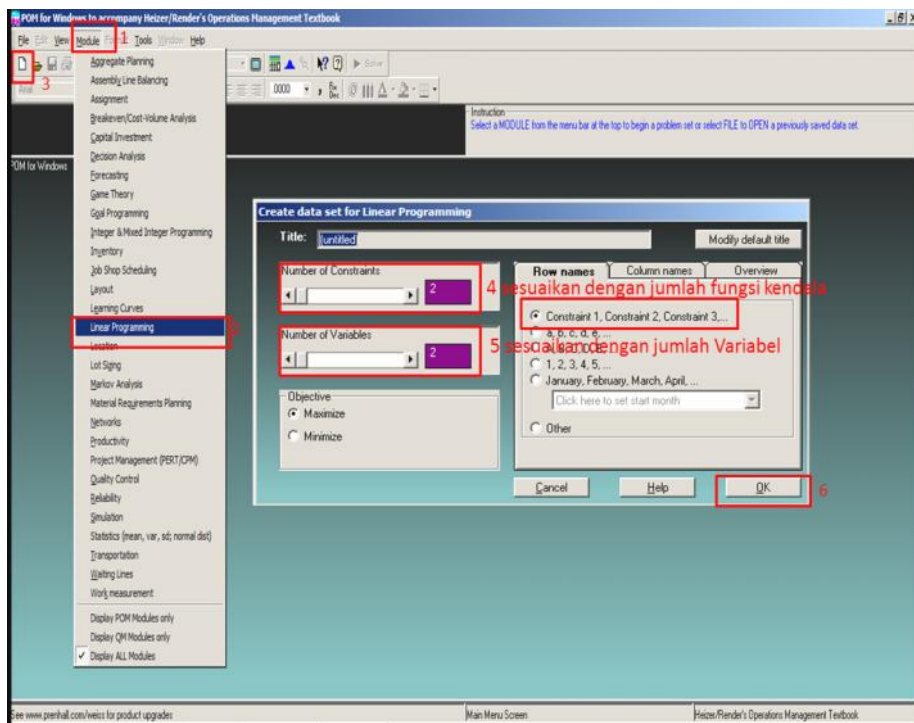 POM for Windows to accompany Heizer/Render's Operations Management Textbook
File Edit View Module Format Tools Window Help
1
3
Arial
.0000
Solve
Instruction
Select a MODULE from the menu bar at the top to begin a problem set or select FILE to OPEN a previously saved data set.
POM for Windows
Aggregate Planning
Assembly Line Balancing
Assignment
Breakeven/Cost-Volume Analysis
Capital Investment
Decision Analysis
Forecasting
Game Theory
Goal Programming
Integer & Mixed Integer Programming
Inventory
Job Shop Scheduling
Layout
Learning Curves
Linear Programming
2
Location
Lot Sizing
Markov Analysis
Material Requirements Planning
Networks
Productivity
Project Management (PERT/CPM)
Quality Control
Reliability
Simulation
Statistics (mean, var, sd; normal dist)
Transportation
Waiting Lines
Work measurement
Display POM Modules only
Display QM Modules only
Display ALL Modules
Create data set for Linear Programming
Title: (untitled)
Modify default title
Number of Constraints
2
4 sesuaikan dengan jumlah fungsi kendala
Number of Variables
2
5 sesuaikan dengan jumlah Variabel
Objective
Maximize
Minimize
Row names Column names Overview
Constraint 1, Constraint 2, Constraint 3,...
a, b, c, d, e, ...
A, B, C, D, E, ...
1, 2, 3, 4, 5, ...
January, February, March, April, ...
Click here to set start month
Other
Cancel Help OK
6
See www.prenhall.com/weiss for product upgrades
Main Menu Screen
Heizer/Render's Operations Management Textbook